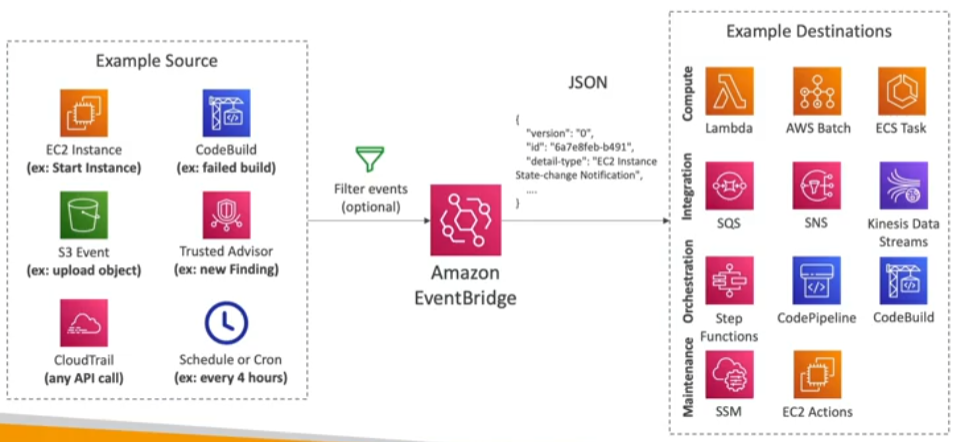 Example Source
EC2 Instance
(ex: Start Instance)
CodeBuild
(ex: failed build)
S3 Event
(ex: upload object)
Trusted Advisor
(ex: new Finding)
CloudTrail
(any API call)
Schedule or Cron
(ex: every 4 hours)
Filter events
(optional)
Amazon
EventBridge
JSON
{
"version": "0",
"id": "6a7e8feb-b491",
"detail-type": "EC2 Instance
State-change Notification",
....
}
Example Destinations
Compute
Lambda
AWS Batch
ECS Task
Integration
SQS
SNS
Kinesis Data
Streams
Orchestration
Step
Functions
CodePipeline
CodeBuild
Maintenance
SSM
EC2 Actions